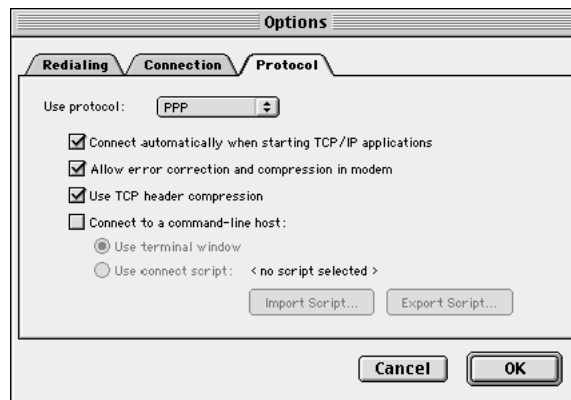 Options
Redialing Connection Protocol
Use protocol: PPP
Connect automatically when starting TCP/IP applications
Allow error correction and compression in modem
Use TCP header compression
Connect to a command-line host:
Use terminal window
Use connect script: < no script selected >
Import Script... Export Script...
Cancel OK